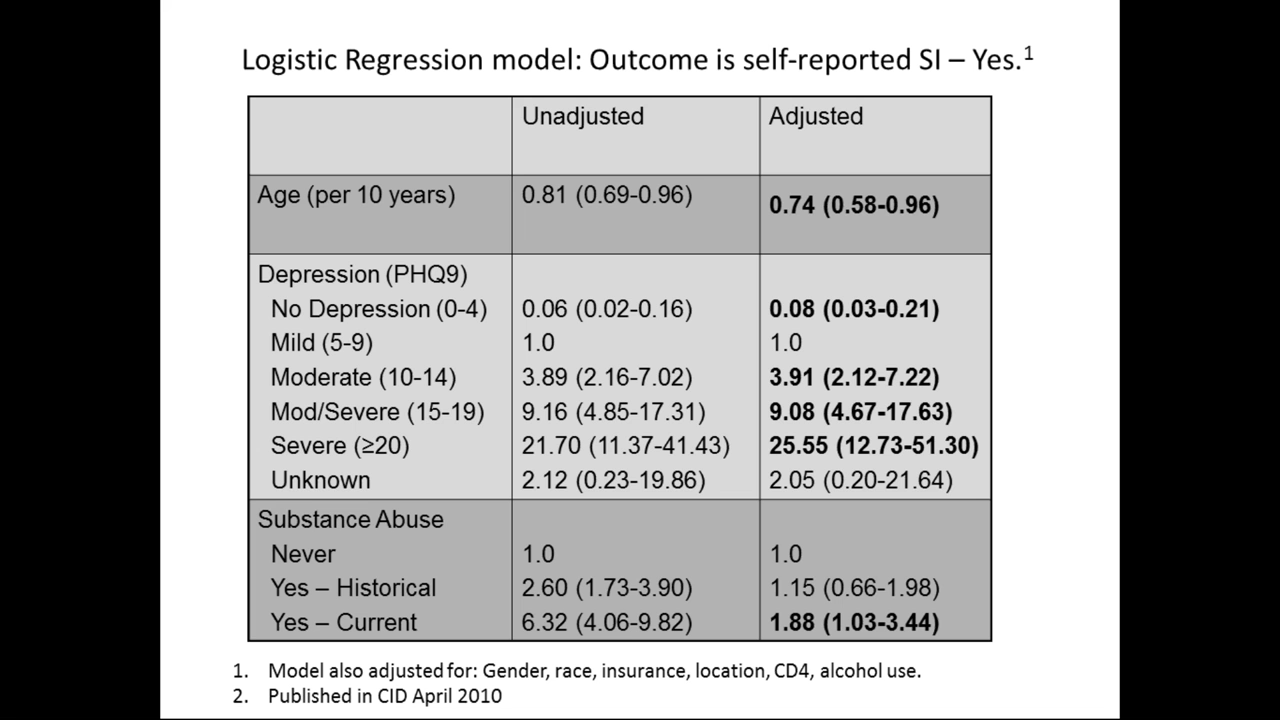 Logistic Regression model: Outcome is self-reported SI – Yes.1
Unadjusted Adjusted
Age (per 10 years) 0.81 (0.69-0.96) 0.74 (0.58-0.96)
Depression (PHQ9)
No Depression (0-4) 0.06 (0.02-0.16) 0.08 (0.03-0.21)
Mild (5-9) 1.0 1.0
Moderate (10-14) 3.89 (2.16-7.02) 3.91 (2.12-7.22)
Mod/Severe (15-19) 9.16 (4.85-17.31) 9.08 (4.67-17.63)
Severe (≥20) 21.70 (11.37-41.43) 25.55 (12.73-51.30)
Unknown 2.12 (0.23-19.86) 2.05 (0.20-21.64)
Substance Abuse
Never 1.0 1.0
Yes – Historical 2.60 (1.73-3.90) 1.15 (0.66-1.98)
Yes – Current 6.32 (4.06-9.82) 1.88 (1.03-3.44)
1. Model also adjusted for: Gender, race, insurance, location, CD4, alcohol use.
2. Published in CID April 2010